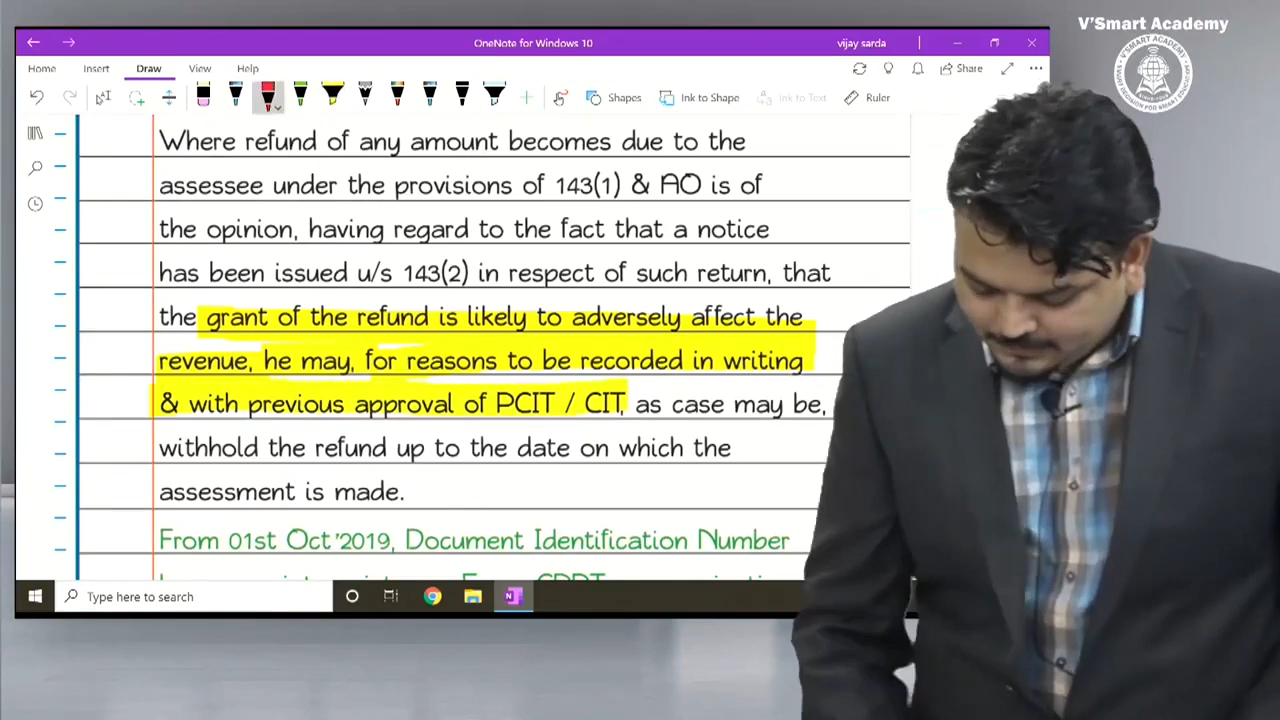 V'Smart Academy
OneNote for Windows 10
vijay sarda
Home Insert Draw View Help
Share
Shapes Ink to Shape Ink to Text Ruler
Where refund of any amount becomes due to the
assessee under the provisions of 143(1) & AO is of
the opinion, having regard to the fact that a notice
has been issued u/s 143(2) in respect of such return, that
the grant of the refund is likely to adversely affect the
revenue, he may, for reasons to be recorded in writing
& with previous approval of PCIT / CIT, as case may be,
withhold the refund up to the date on which the
assessment is made.
From 01st Oct'2019, Document Identification Number
Type here to search